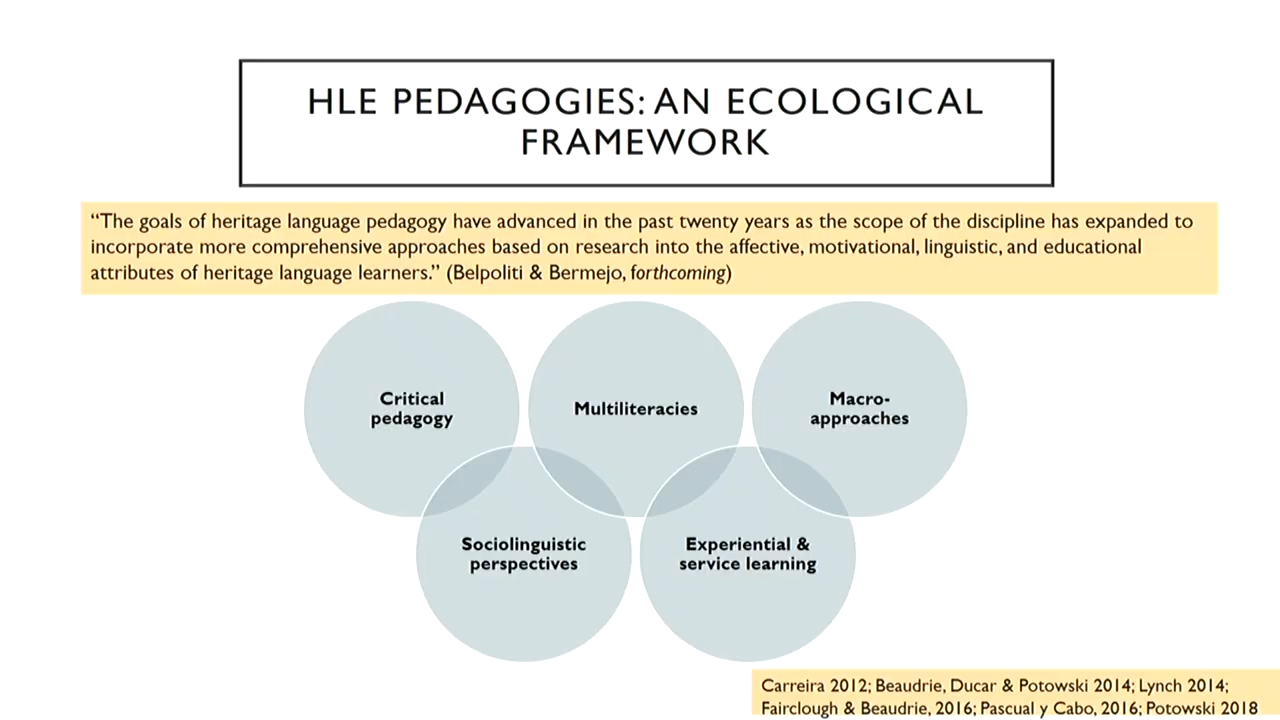 HLE PEDAGOGIES: AN ECOLOGICAL
FRAMEWORK
“The goals of heritage language pedagogy have advanced in the past twenty years as the scope of the discipline has expanded to
incorporate more comprehensive approaches based on research into the affective, motivational, linguistic, and educational
attributes of heritage language learners.” (Belpoliti & Bermejo, forthcoming)
Critical
pedagogy
Multiliteracies
Macro-
approaches
Sociolinguistic
perspectives
Experiential &
service learning
Carreira 2012; Beaudrie, Ducar & Potowski 2014; Lynch 2014;
Fairclough & Beaudrie, 2016; Pascual y Cabo, 2016; Potowski 2018